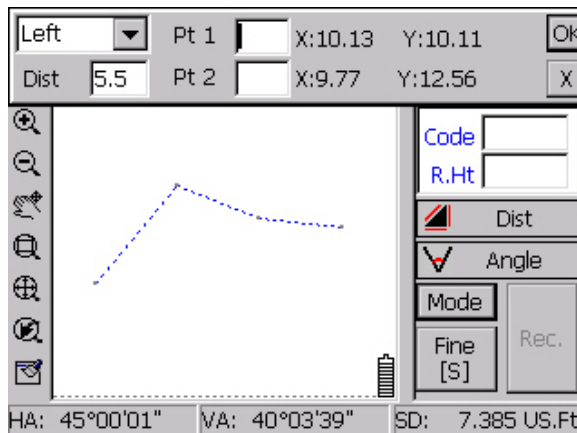 Left Pt 1 X:10.13 Y:10.11 Ok
Dist 5.5 Pt 2 X:9.77 Y:12.56 X
Code
R.Ht
Dist
Angle
Mode
Rec.
Fine
[S]
HA: 45°00'01" VA: 40°03'39" SD: 7.385 US.Ft